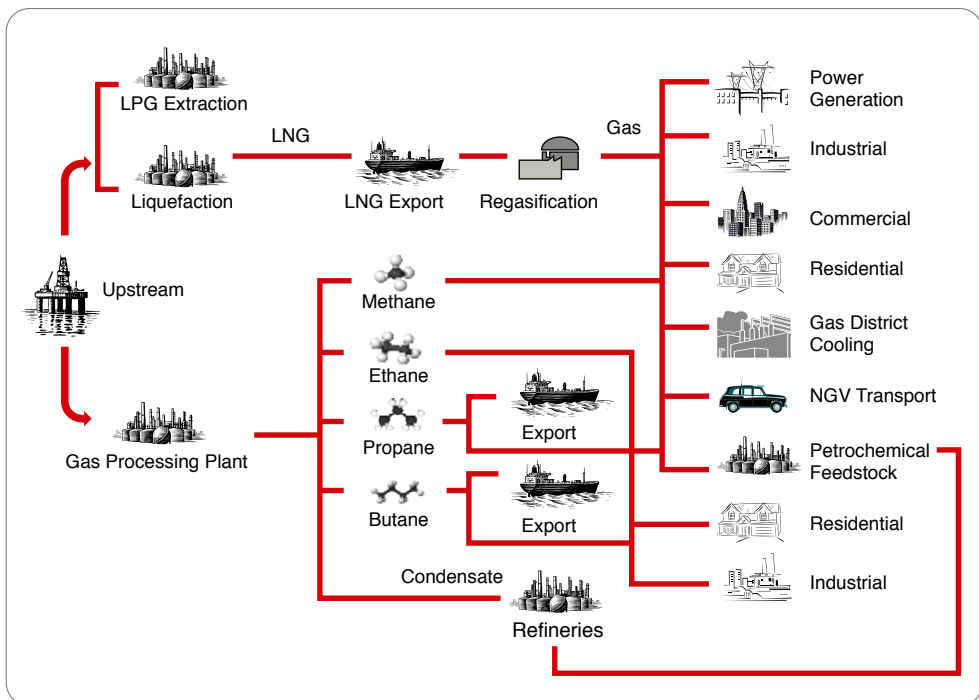 LPG Extraction
Liquefaction
LNG
LNG Export
Regasification
Gas
Upstream
Gas Processing Plant
Methane
Ethane
Propane
Export
Butane
Export
Condensate
Refineries
Power
Generation
Industrial
Commercial
Residential
Gas District
Cooling
NGV Transport
Petrochemical
Feedstock
Residential
Industrial